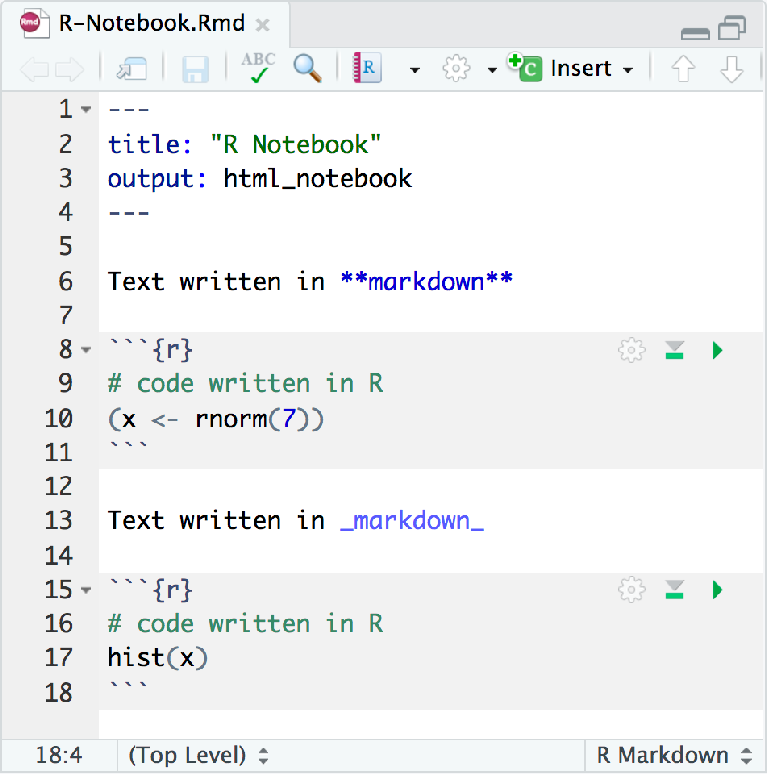 Rmd R-Notebook.Rmd
ABC R C Insert
1 ---
2 title: "R Notebook"
3 output: html_notebook
4 ---
5
6 Text written in **markdown**
7
8 ```{r}
9 # code written in R
10 (x <- rnorm(7))
11 ```
12
13 Text written in _markdown_
14
15 ```{r}
16 # code written in R
17 hist(x)
18 ```
18:4 (Top Level) R Markdown